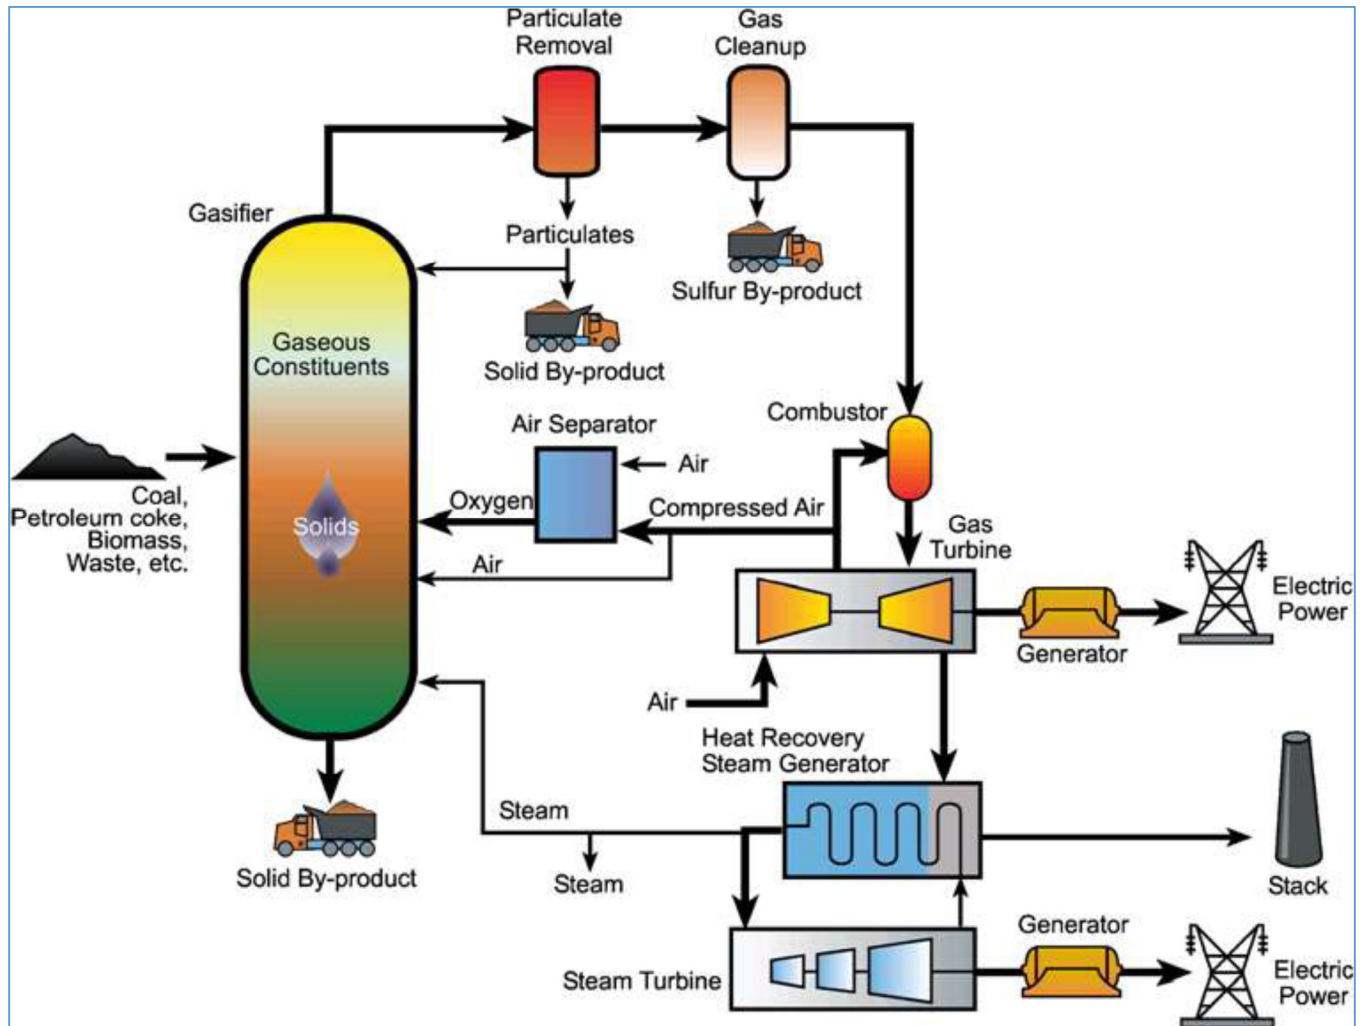 Particulate
Removal
Gas
Cleanup
Gasifier
Particulates
Sulfur By-product
Gaseous
Constituents
Solid By-product
Combustor
Air Separator
Air
Coal,
Petroleum coke,
Biomass,
Waste, etc.
Solids
Oxygen
Compressed Air
Air
Gas
Turbine
Electric
Power
Generator
Air
Heat Recovery
Steam Generator
Steam
Steam
Solid By-product
Stack
Generator
Steam Turbine
Electric
Power